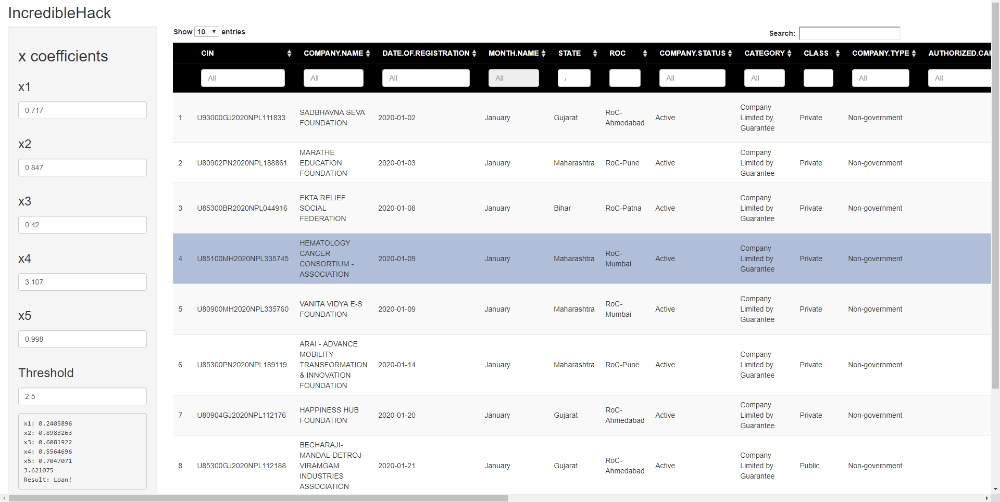 IncredibleHack
x coefficients
x1
0.717
x2
0.847
x3
0.42
x4
3.107
x5
0.998
Threshold
2.5
x1: 0.2405896
x2: 0.8983263
x3: 0.6081922
x4: 0.5564696
x5: 0.7047071
3.621075
Result: Loan!
Show 10 entries
Search:
CIN COMPANY.NAME DATE.OF.REGISTRATION MONTH.NAME STATE ROC COMPANY.STATUS CATEGORY CLASS COMPANY.TYPE AUTHORIZED.CAP
All All All All All All All All
1 U93000GJ2020NPL111833 SADBHAVNA SEVA FOUNDATION 2020-01-02 January Gujarat RoC-Ahmedabad Active Company Limited by Guarantee Private Non-government
2 U80902PN2020NPL188861 MARATHE EDUCATION FOUNDATION 2020-01-03 January Maharashtra RoC-Pune Active Company Limited by Guarantee Private Non-government
3 U85300BR2020NPL044916 EKTA RELIEF SOCIAL FEDERATION 2020-01-08 January Bihar RoC-Patna Active Company Limited by Guarantee Private Non-government
4 U85100MH2020NPL335745 HEMATOLOGY CANCER CONSORTIUM - ASSOCIATION 2020-01-09 January Maharashtra RoC-Mumbai Active Company Limited by Guarantee Private Non-government
5 U80900MH2020NPL335760 VANITA VIDYA E-S FOUNDATION 2020-01-09 January Maharashtra RoC-Mumbai Active Company Limited by Guarantee Private Non-government
6 U85300PN2020NPL189119 ARAI - ADVANCE MOBILITY TRANSFORMATION & INNOVATION FOUNDATION 2020-01-14 January Maharashtra RoC-Pune Active Company Limited by Guarantee Private Non-government
7 U80904GJ2020NPL112176 HAPPINESS HUB FOUNDATION 2020-01-20 January Gujarat RoC-Ahmedabad Active Company Limited by Guarantee Private Non-government
8 U85300GJ2020NPL112188 BECHARAJI-MANDAL-DETROJ-VIRAMGAM INDUSTRIES ASSOCIATION 2020-01-21 January Gujarat RoC-Ahmedabad Active Company Limited by Guarantee Public Non-government